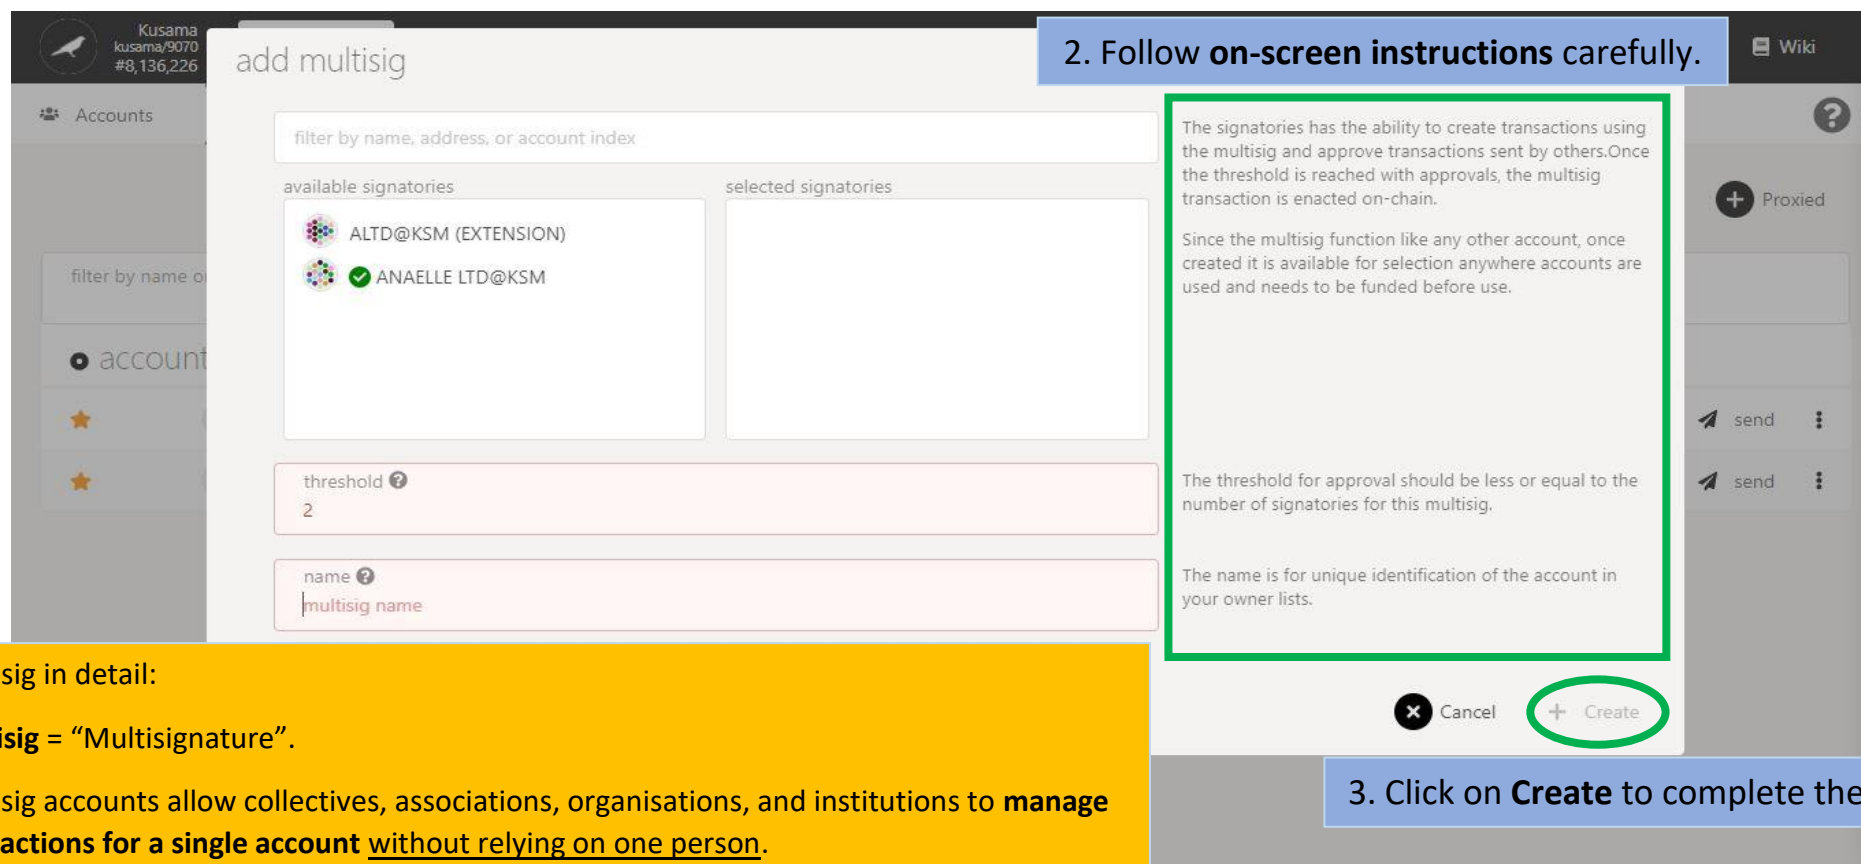 Kusama
kusama/9070
#8,136,226
add multisig
2. Follow on-screen instructions carefully.
Wiki
Accounts
filter by name, address, or account index
available signatories
selected signatories
ALTD@KSM (EXTENSION)
ANAELLE LTD@KSM
The signatories has the ability to create transactions using
the multisig and approve transactions sent by others.Once
the threshold is reached with approvals, the multisig
transaction is enacted on-chain.
Since the multisig function like any other account, once
created it is available for selection anywhere accounts are
used and needs to be funded before use.
Proxied
filter by name o
account
send
send
threshold
2
The threshold for approval should be less or equal to the
number of signatories for this multisig.
name
multisig name
The name is for unique identification of the account in
your owner lists.
Cancel
+ Create
sig in detail:
isig = “Multisignature”.
sig accounts allow collectives, associations, organisations, and institutions to manage
actions for a single account without relying on one person.
3. Click on Create to complete the